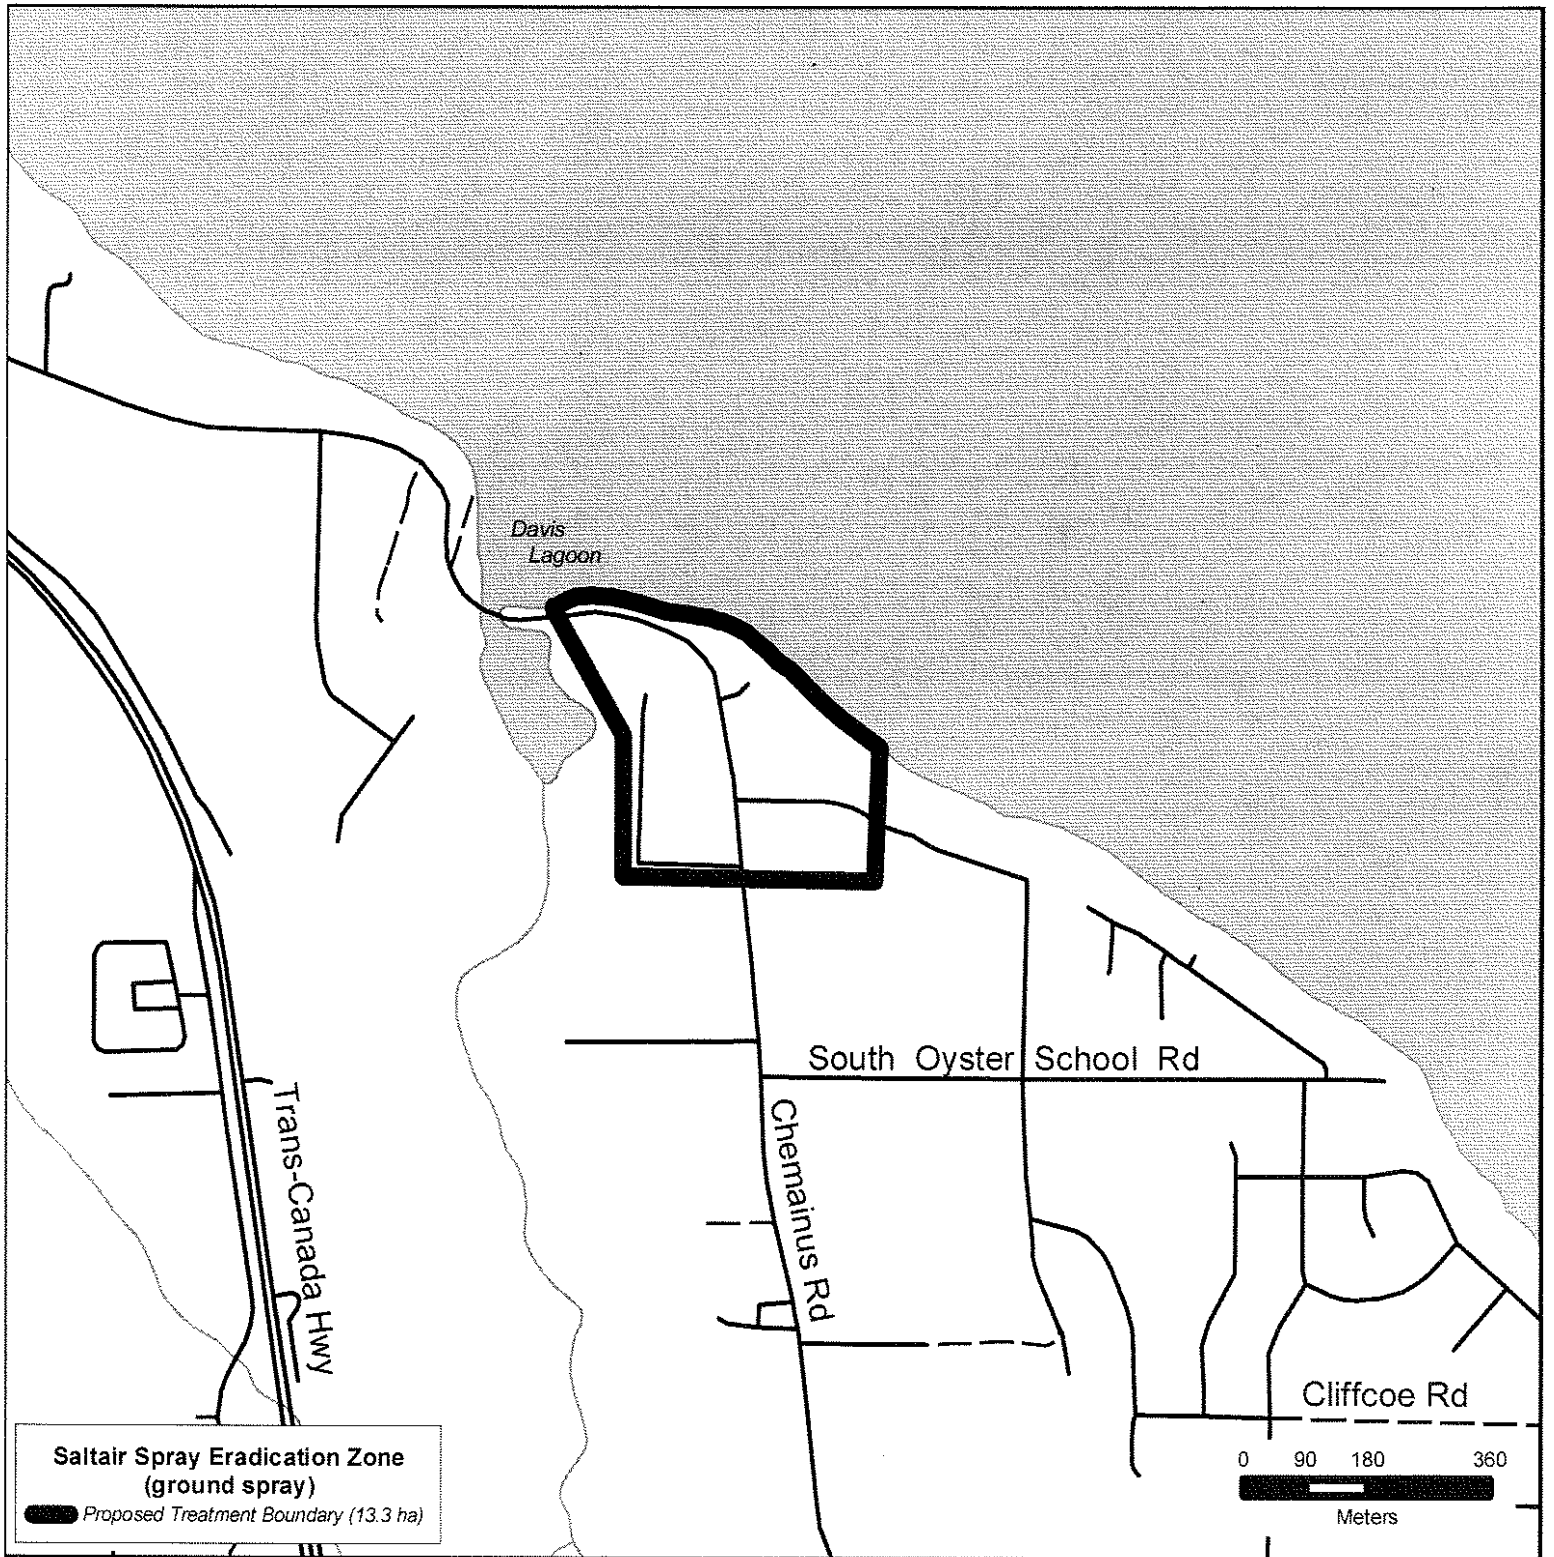 Davis
Lagoon
South Oyster School Rd
Trans-Canada Hwy
Chemainus Rd
Cliffcoe Rd
Saltair Spray Eradication Zone
(ground spray)
Proposed Treatment Boundary (13.3 ha)
0 90 180 360
Meters